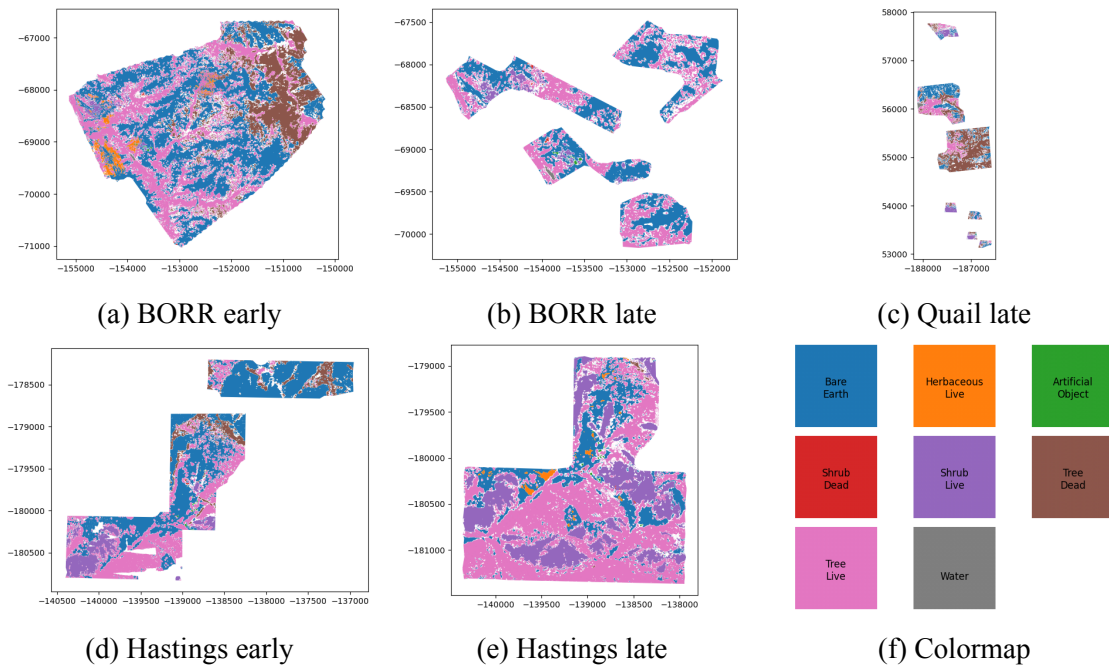 −67000
−68000
−69000
−70000
−71000
−155000 −154000 −153000 −152000 −151000 −150000
(a) BORR early
−67500
−68000
−68500
−69000
−69500
−70000
−155000 −154500 −154000 −153500 −153000 −152500 −152000
(b) BORR late
58000
57000
56000
55000
54000
53000
−188000 −187000
(c) Quail late
−178500
−179000
−179500
−180000
−180500
−140500 −140000 −139500 −139000 −138500 −138000 −137500 −137000
(d) Hastings early
−179000
−179500
−180000
−180500
−181000
−140000 −139500 −139000 −138500 −138000
(e) Hastings late
Bare
Earth
Herbaceous
Live
Artificial
Object
Shrub
Dead
Shrub
Live
Tree
Dead
Tree
Live
Water
(f) Colormap